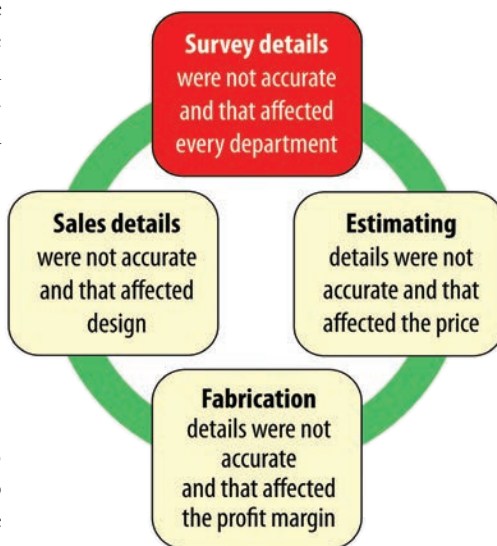 Survey details
were not accurate
and that affected
every department
Sales details
were not accurate
and that affected
design
Estimating
details were not
accurate and that
affected the price
Fabrication
details were not
accurate
and that affected
the profit margin